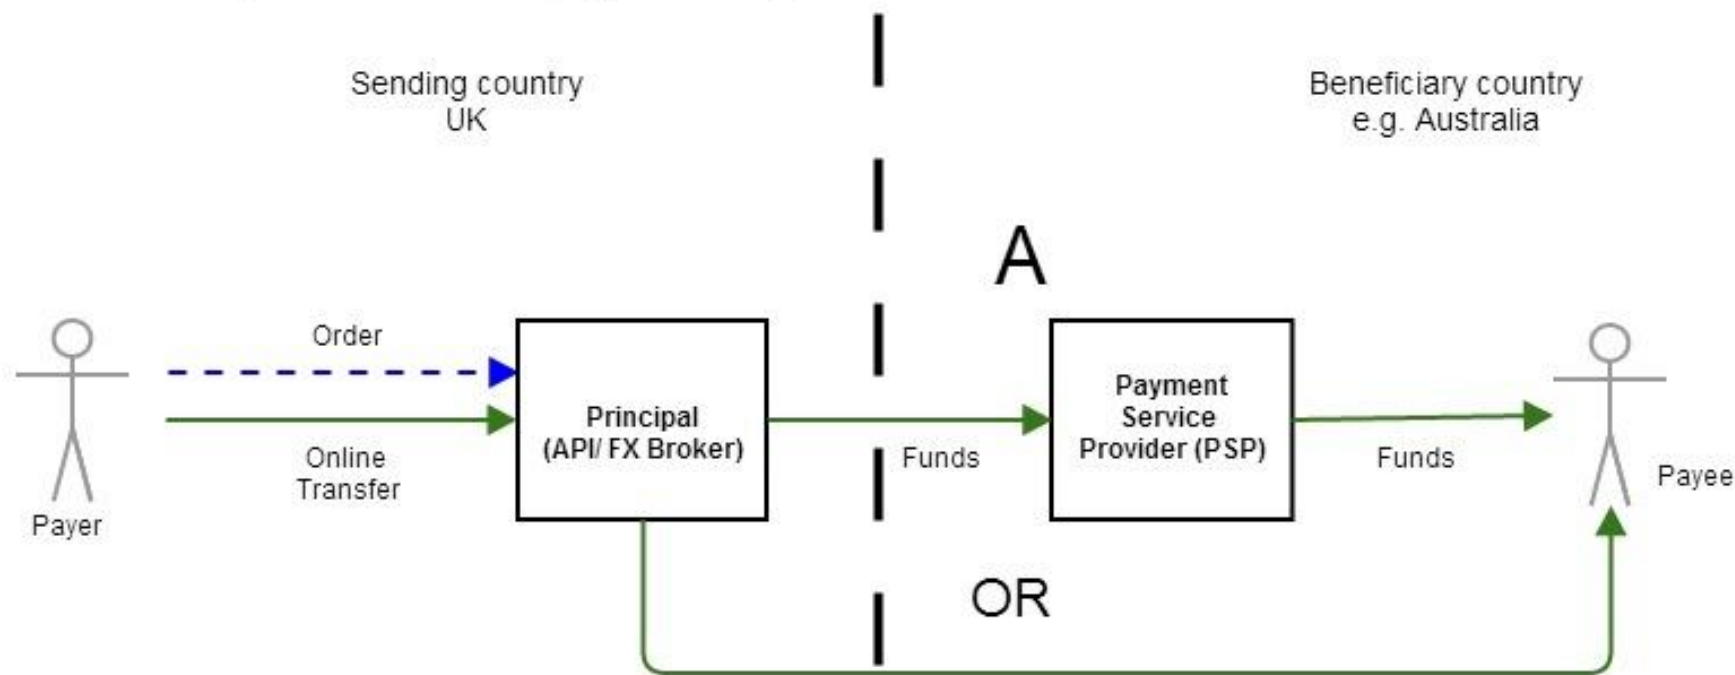 Sending country
UK
Beneficiary country
e.g. Australia
A
Order
Online
Transfer
Payer
Principal
(API/ FX Broker)
Funds
Payment
Service
Provider (PSP)
Funds
Payee
OR